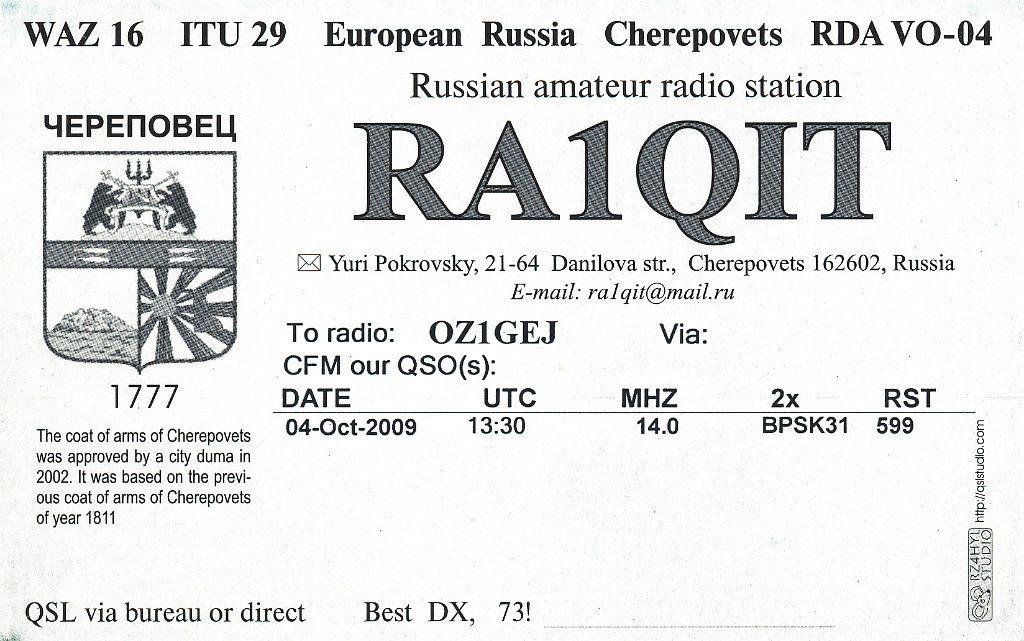 WAZ 16 ITU 29 European Russia Cherepovets RDA VO-04
Russian amateur radio station
ЧЕРЕПОВЕЦ
RA1QIT
Yuri Pokrovsky, 21-64 Danilova str., Cherepovets 162602, Russia
E-mail: ra1qit@mail.ru
To radio: OZ1GEJ Via:
CFM our QSO(s):
1777
DATE UTC MHZ 2x RST
04-Oct-2009 13:30 14.0 BPSK31 599
The coat of arms of Cherepovets
was approved by a city duma in
2002. It was based on the previ-
ous coat of arms of Cherepovets
of year 1811
RZ4HYL STUDIO http://qslstudio.com
QSL via bureau or direct Best DX, 73!